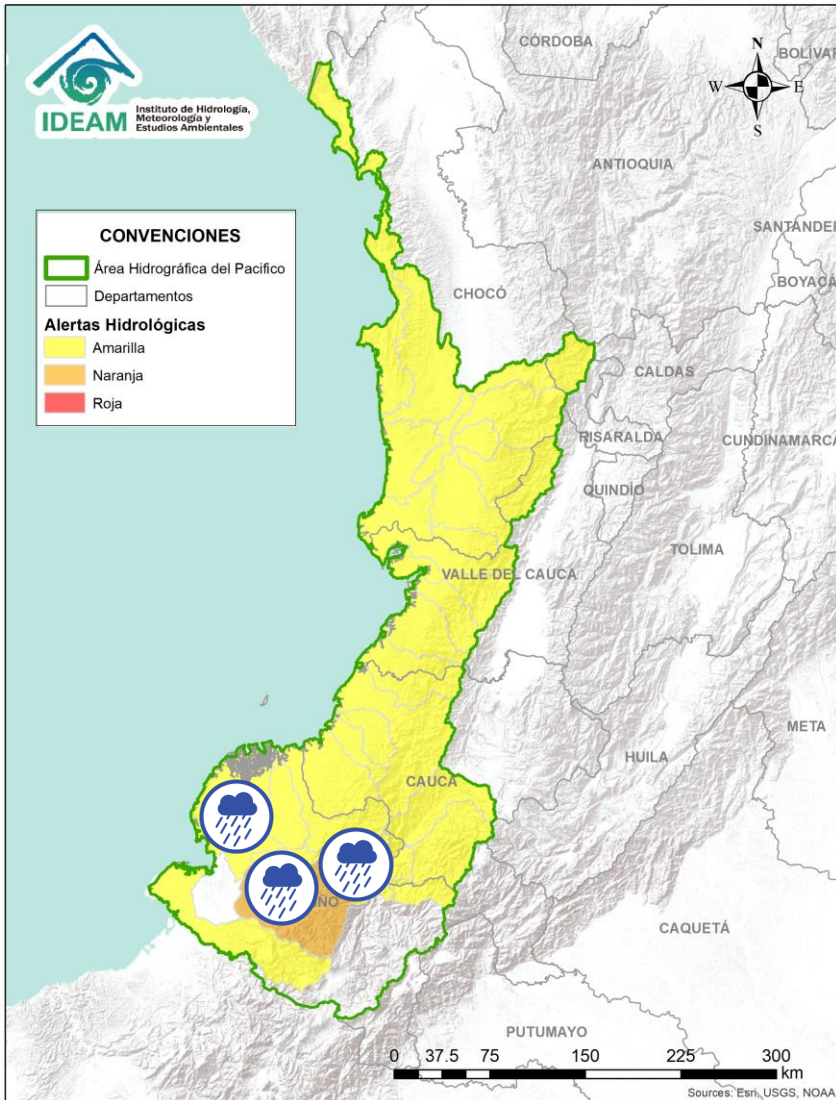 IDEAM
Instituto de Hidrología,
Meteorología y
Estudios Ambientales
CÓRDOBA
BOLÍVAR
N
W
E
S
ANTIOQUIA
SANTANDER
BOYACÁ
CONVENCIONES
Área Hidrográfica del Pacifico
Departamentos
Alertas Hidrológicas
Amarilla
Naranja
Roja
CHOCÓ
CALDAS
RISARALDA
CUNDINAMARCA
QUINDÍO
TOLIMA
VALLE DEL CAUCA
META
HUILA
CAUCA
ÑO
CAQUETÁ
PUTUMAYO
0 37.5 75 150 225 300
km
Sources: Esri, USGS, NOAA